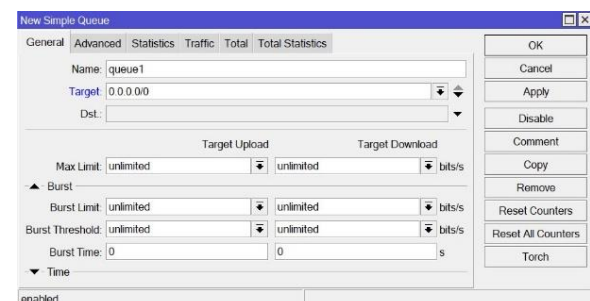 New Simple Queue
General Advanced Statistics Traffic Total Total Statistics
Name: queue1
Target: 0.0.0.0/0
Dst.:
Target Upload Target Download
Max Limit: unlimited unlimited bits/s
Burst
Burst Limit: unlimited unlimited bits/s
Burst Threshold: unlimited unlimited bits/s
Burst Time: 0 0 s
Time
enabled
OK
Cancel
Apply
Disable
Comment
Copy
Remove
Reset Counters
Reset All Counters
Torch